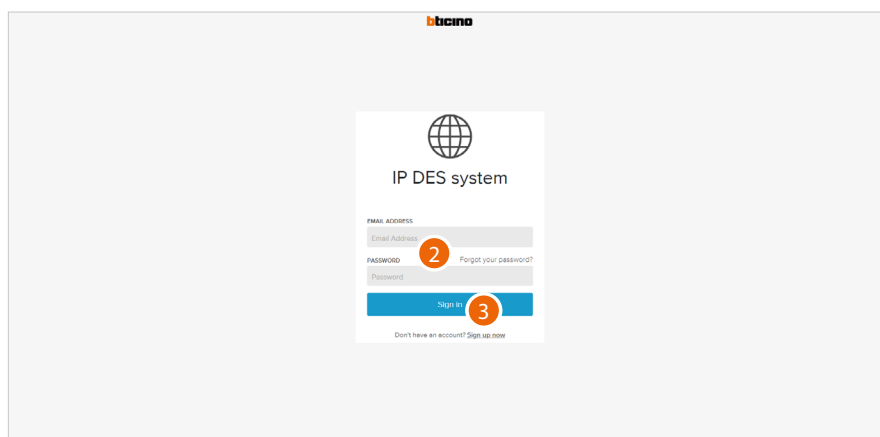 bticino
IP DES system
EMAIL ADDRESS
Email Address
2
PASSWORD Forgot your password?
Password
Sign in
3
Don't have an account? Sign up now